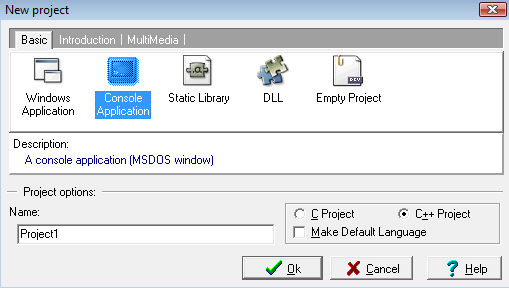 New project
Basic Introduction MultiMedia
Windows Application
Console Application
.c,a
Static Library
DLL
DEV
Empty Project
Description:
A console application (MSDOS window)
Project options:
Name:
Project1
C Project
C++ Project
Make Default Language
Ok
Cancel
? Help